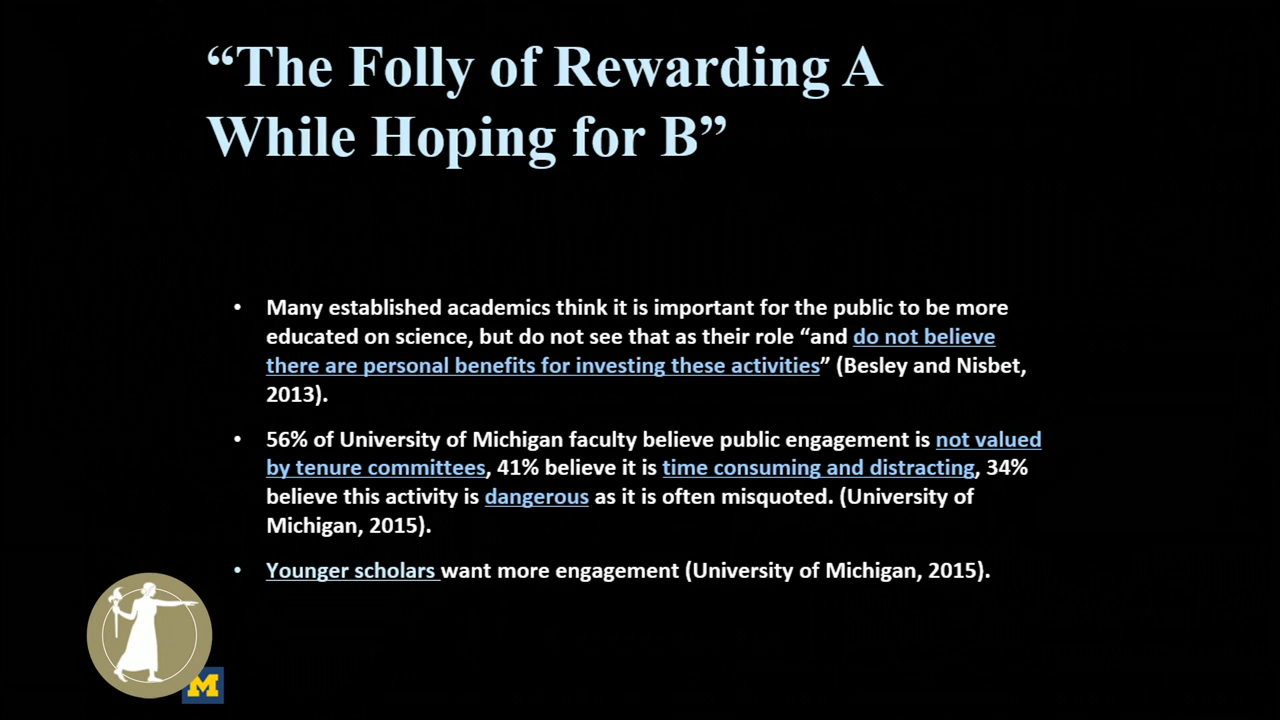 “The Folly of Rewarding A
While Hoping for B”
• Many established academics think it is important for the public to be more
educated on science, but do not see that as their role “and do not believe
there are personal benefits for investing these activities” (Besley and Nisbet,
2013).
• 56% of University of Michigan faculty believe public engagement is not valued
by tenure committees, 41% believe it is time consuming and distracting, 34%
believe this activity is dangerous as it is often misquoted. (University of
Michigan, 2015).
• Younger scholars want more engagement (University of Michigan, 2015).
M